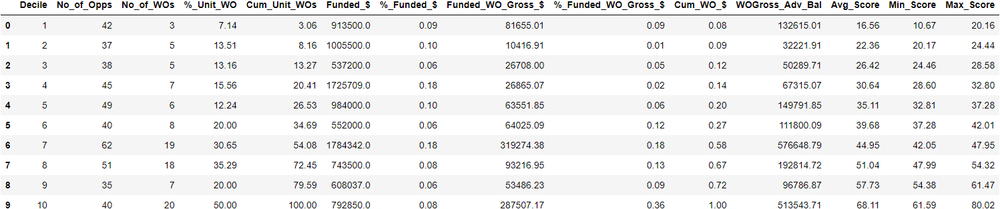 Decile No_of_Opps No_of_WOs %_Unit_WO Cum_Unit_WOs Funded_$ %_Funded_$ Funded_WO_Gross_$ %_Funded_WO_Gross_$ Cum_WO_$ WOGross_Adv_Bal Avg_Score Min_Score Max_Score
0 1 42 3 7.14 3.06 913500.0 0.09 81655.01 0.09 0.08 132615.01 16.56 10.67 20.16
1 2 37 5 13.51 8.16 1005500.0 0.10 10416.91 0.01 0.09 32221.91 22.36 20.17 24.44
2 3 38 5 13.16 13.27 537200.0 0.06 26708.00 0.05 0.12 50289.71 26.42 24.46 28.58
3 4 45 7 15.56 20.41 1725709.0 0.18 26865.07 0.02 0.14 67315.07 30.64 28.60 32.80
4 5 49 6 12.24 26.53 984000.0 0.10 63551.85 0.06 0.20 149791.85 35.11 32.81 37.28
5 6 40 8 20.00 34.69 552000.0 0.06 64025.09 0.12 0.27 111800.09 39.68 37.28 42.01
6 7 62 19 30.65 54.08 1784342.0 0.18 319274.38 0.18 0.58 576648.79 44.95 42.05 47.95
7 8 51 18 35.29 72.45 743500.0 0.08 93216.95 0.13 0.67 192814.72 51.04 47.99 54.32
8 9 35 7 20.00 79.59 608037.0 0.06 53486.23 0.09 0.72 96786.87 57.73 54.38 61.47
9 10 40 20 50.00 100.00 792850.0 0.08 287507.17 0.36 1.00 513543.71 68.11 61.59 80.02